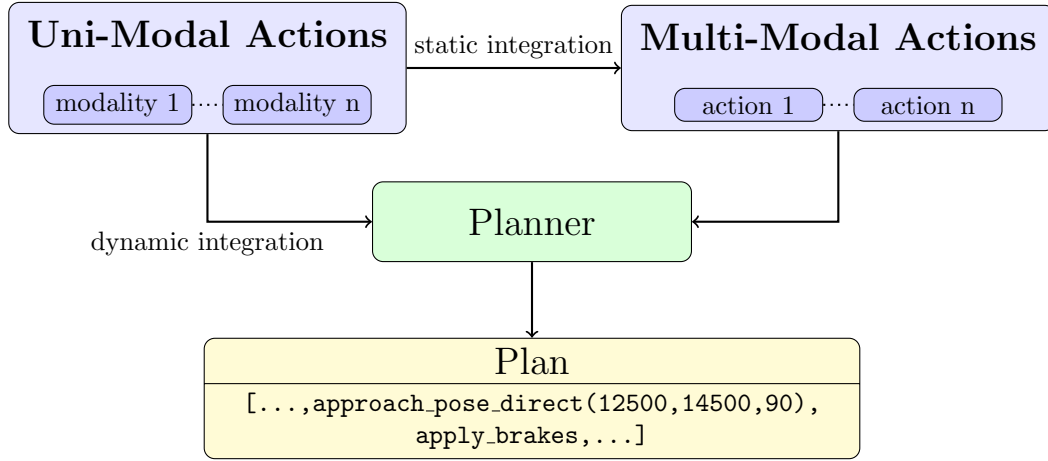 Uni-Modal Actions
modality 1 ..... modality n
static integration
Multi-Modal Actions
action 1 ..... action n
dynamic integration
Planner
Plan
[...,approach_pose_direct(12500,14500,90),
apply_brakes,...]